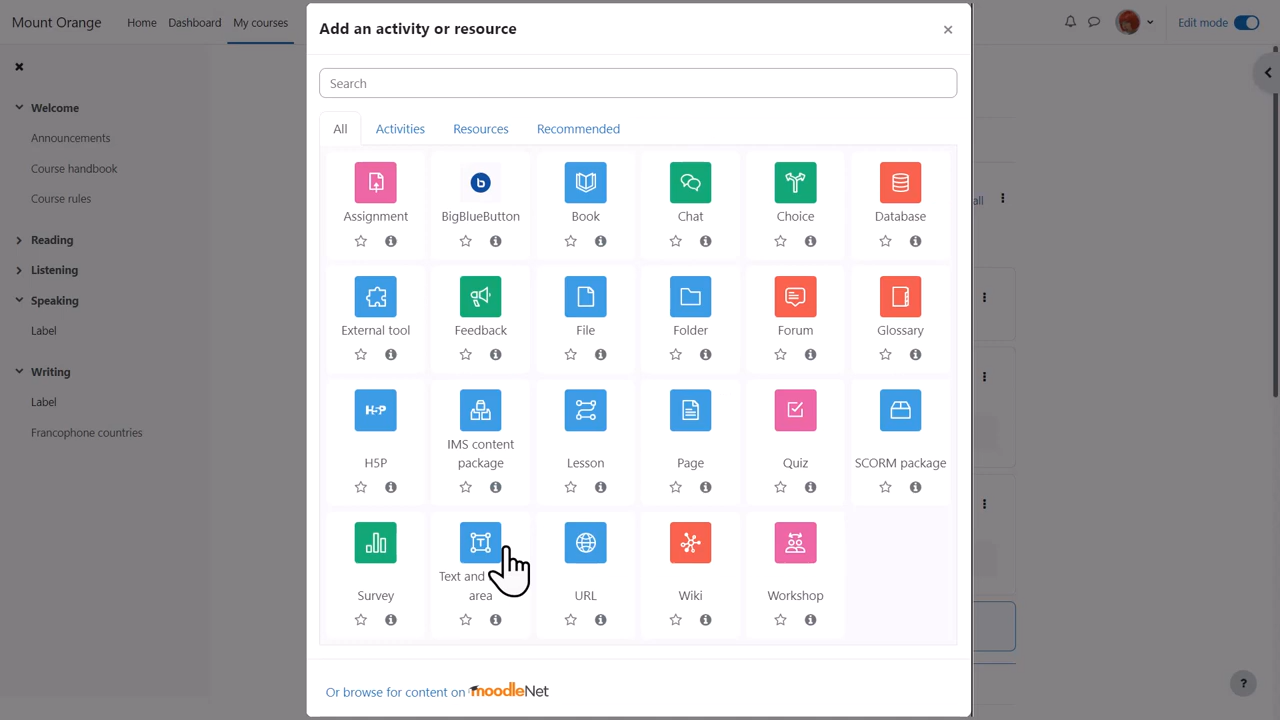 Mount Orange
Home
Dashboard
My courses
Edit mode
Welcome
Announcements
Course handbook
Course rules
Reading
Listening
Speaking
Label
Writing
Label
Francophone countries
Add an activity or resource
Search
All
Activities
Resources
Recommended
Assignment
BigBlueButton
Book
Chat
Choice
Database
External tool
Feedback
File
Folder
Forum
Glossary
H5P
H5P
IMS content
package
Lesson
Page
Quiz
SCORM package
Survey
Text and
area
URL
Wiki
Workshop
Or browse for content on moodleNet
all
?